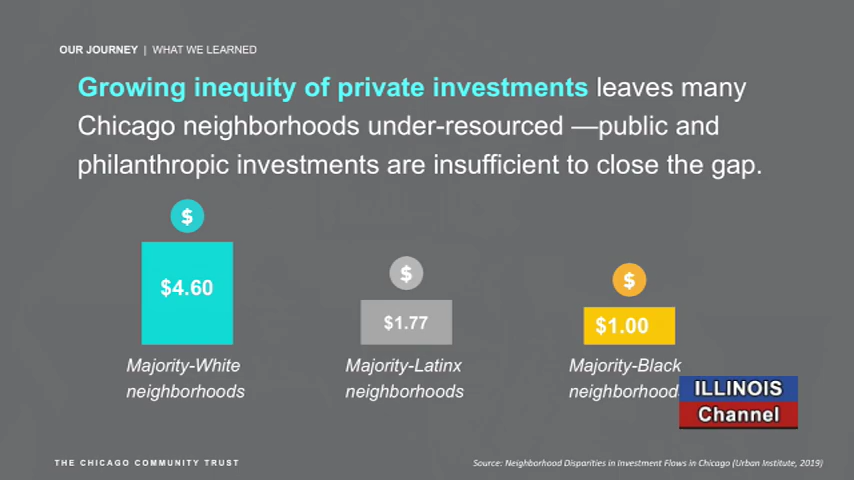 OUR JOURNEY | WHAT WE LEARNED
Growing inequity of private investments leaves many
Chicago neighborhoods under-resourced —public and
philanthropic investments are insufficient to close the gap.
$ $ $
$4.60 $1.77 $1.00
Majority-White Majority-Latinx Majority-Black
neighborhoods neighborhoods neighborhoods
ILLINOIS
Channel
THE CHICAGO COMMUNITY TRUST
Source: Neighborhood Disparities in Investment Flows in Chicago (Urban Institute, 2019)